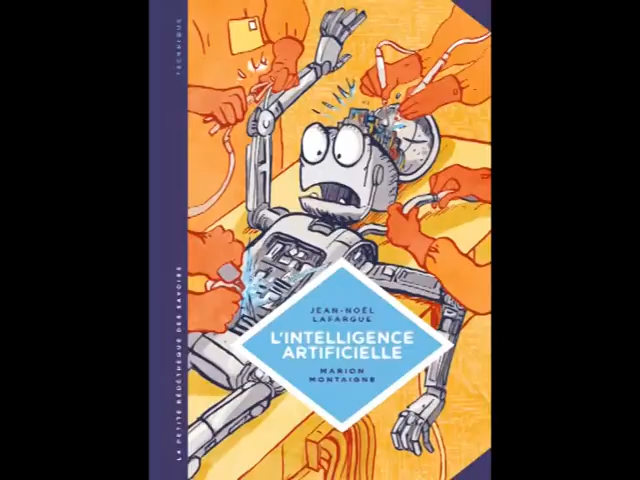 TECHNIQUE
LA PETITE BÉDÉTHÈQUE DES SAVOIRS
JEAN-NOËL
LAFARGUE
L'INTELLIGENCE
ARTIFICIELLE
MARION
MONTAIGNE